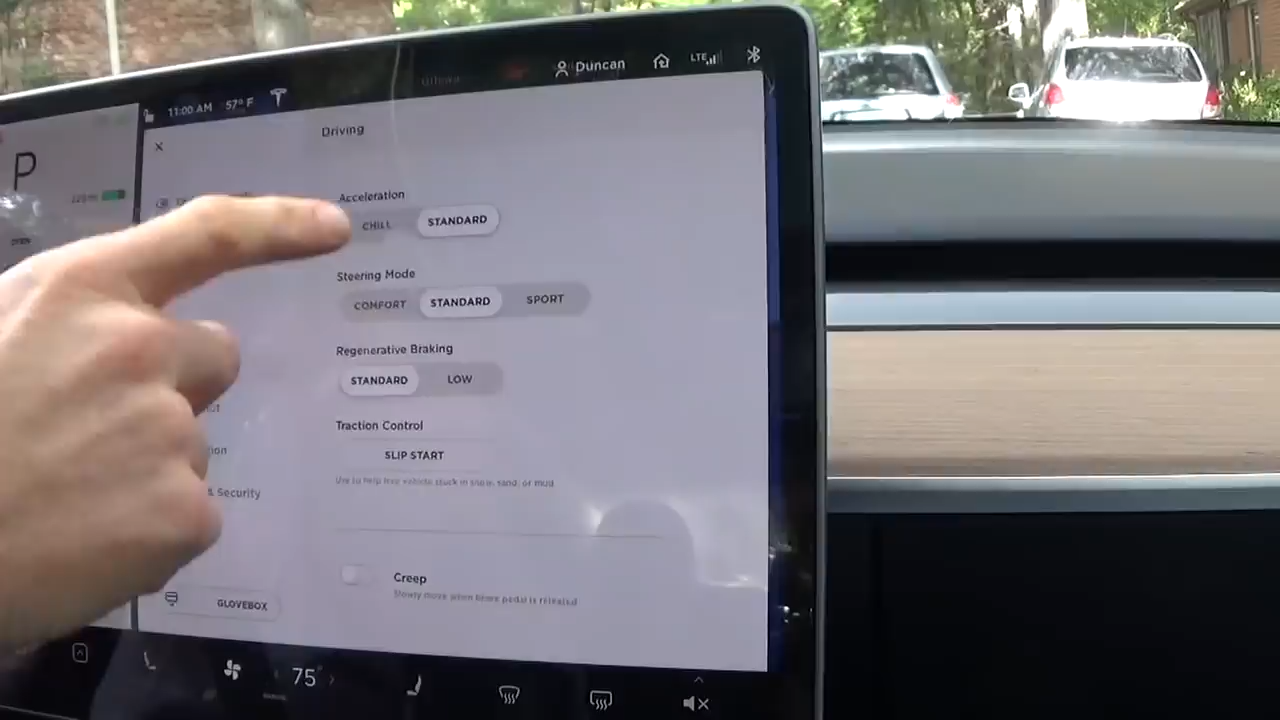 Duncan
LTE
11:00 AM 57° F
Driving
P
Acceleration
CHILL STANDARD
Steering Mode
COMFORT STANDARD SPORT
Regenerative Braking
STANDARD LOW
Traction Control
SLIP START
Use to help free vehicle stuck in snow, sand, or mud
& Security
Creep
Slowly move when brake pedal is released
GLOVEBOX
75°